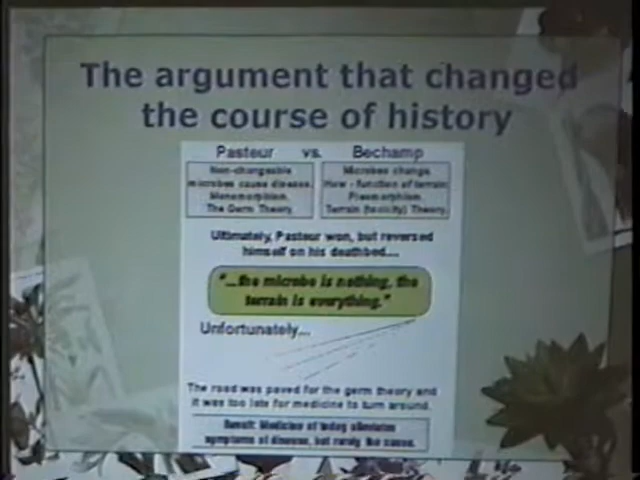 The argument that changed
the course of history
Pasteur vs. Bechamp
Non-changeable
microbes cause disease.
Monomorphism.
The Germ Theory
Microbes change.
How - function of terrain
Pleomorphism.
Terrain (toxicity) Theory.
Ultimately, Pasteur won, but reversed
himself on his deathbed....
"...the microbe is nothing, the
terrain is everything."
Unfortunately...
The road was paved for the germ theory and
it was too late for medicine to turn around.
Result: Medicine of today alleviates
symptoms of disease, but rarely the cause.